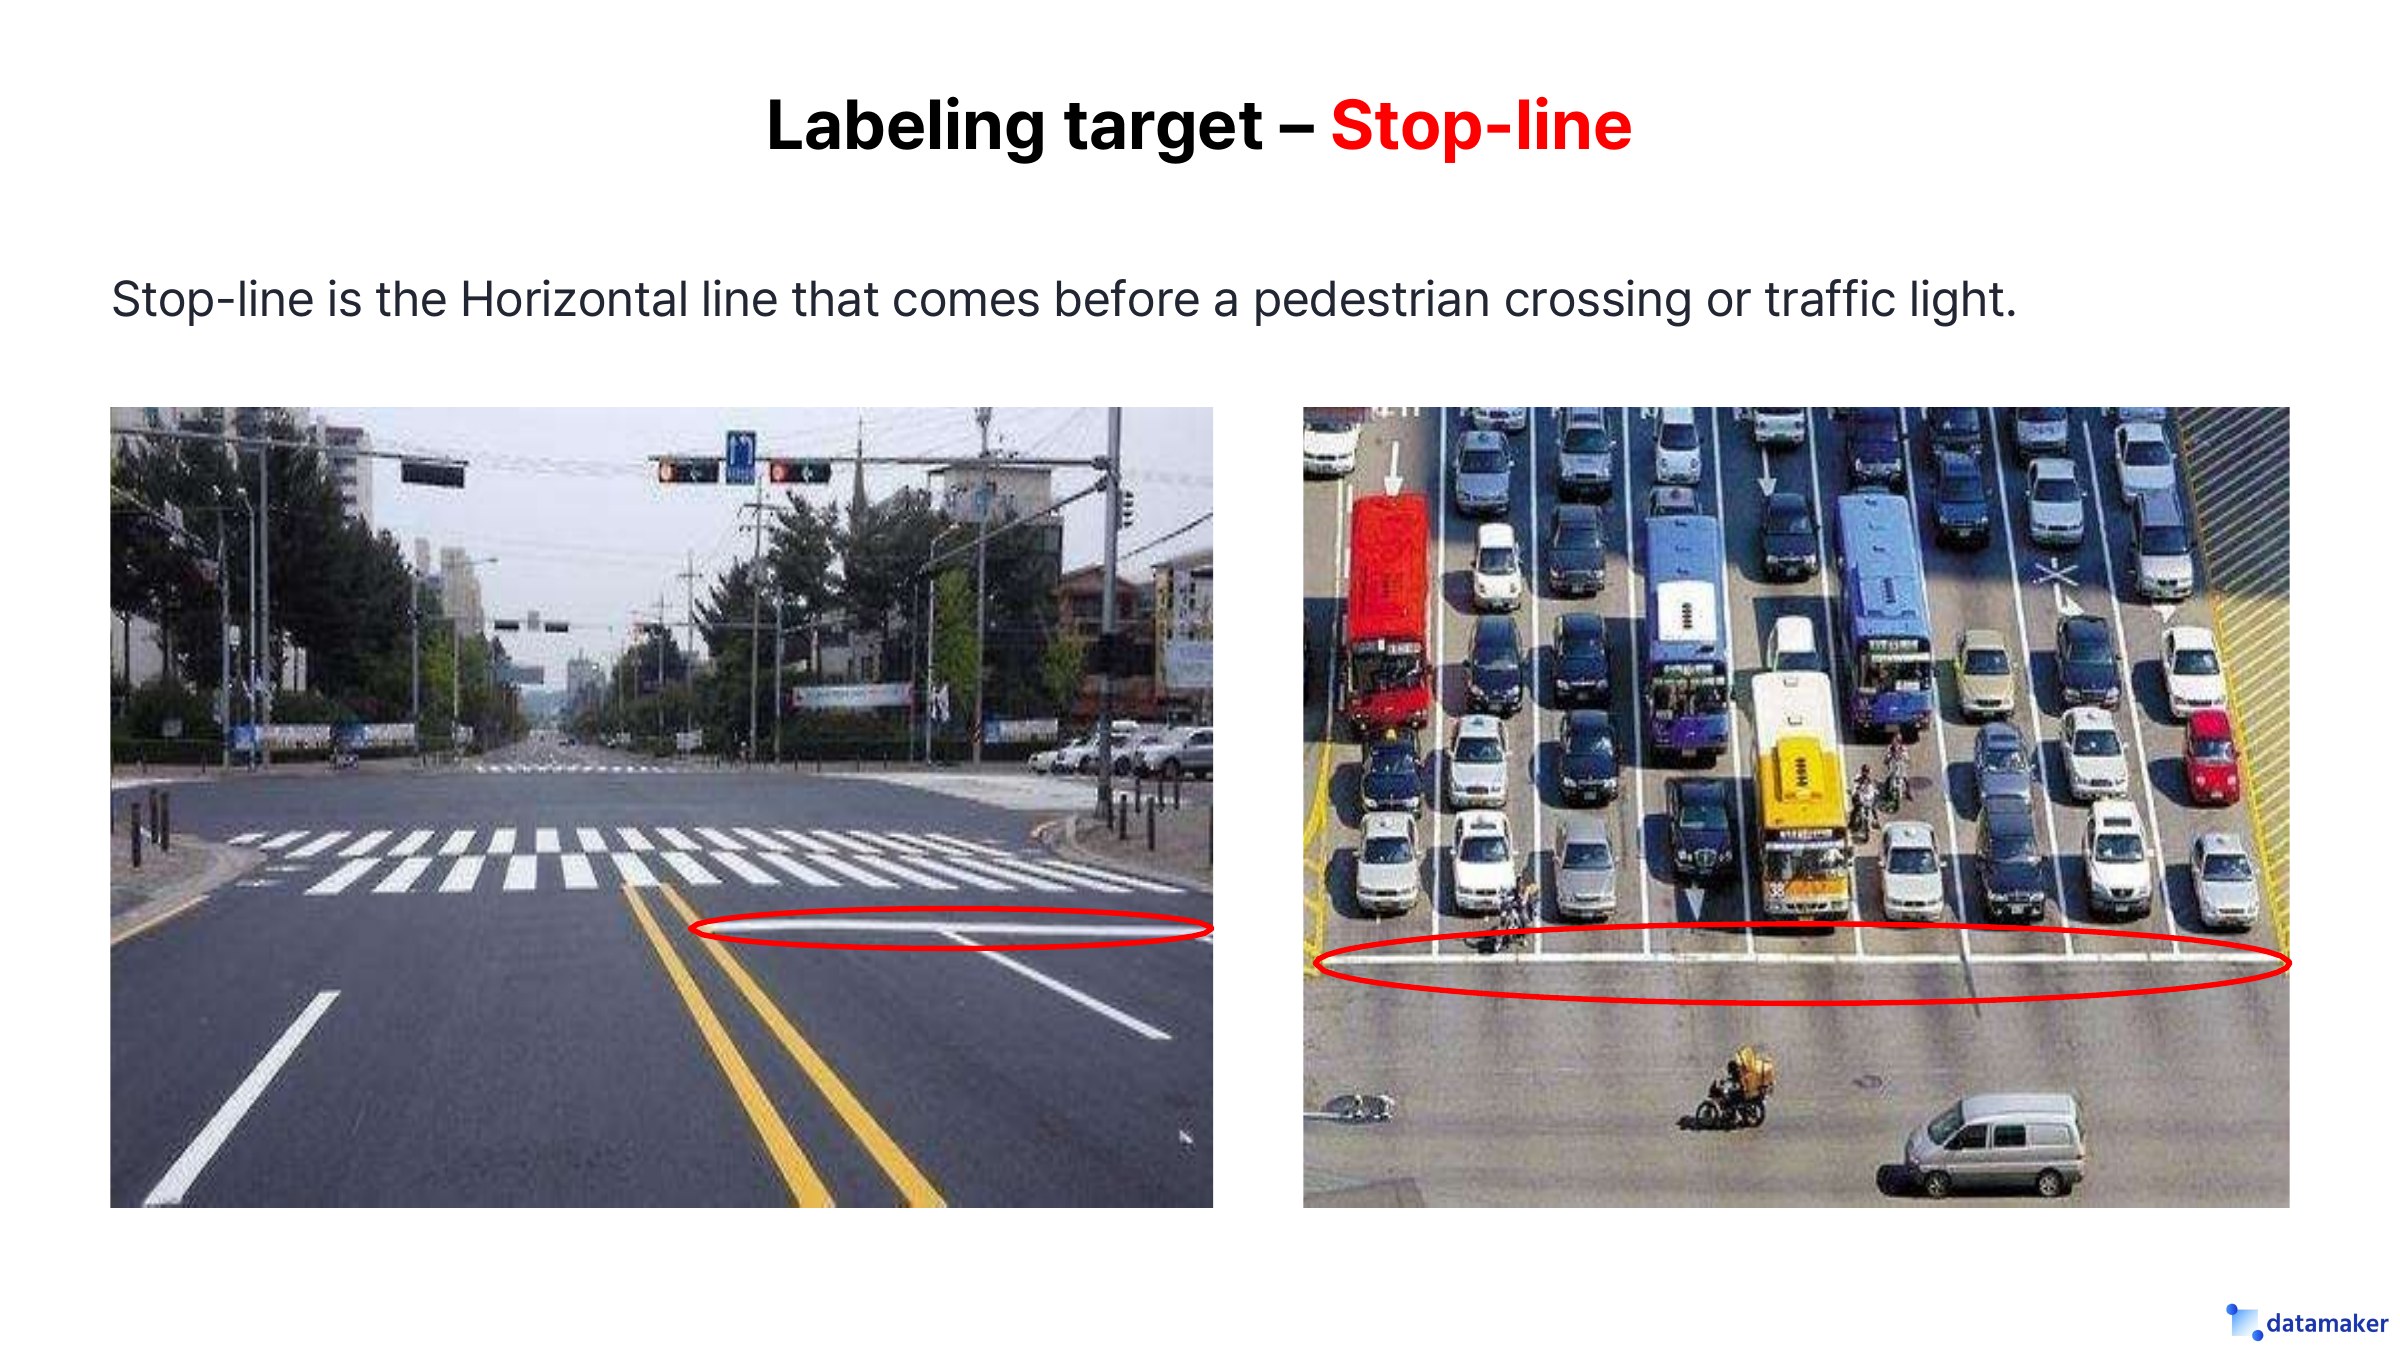 Labeling target – Stop-line
Stop-line is the Horizontal line that comes before a pedestrian crossing or traffic light.
38
datamaker